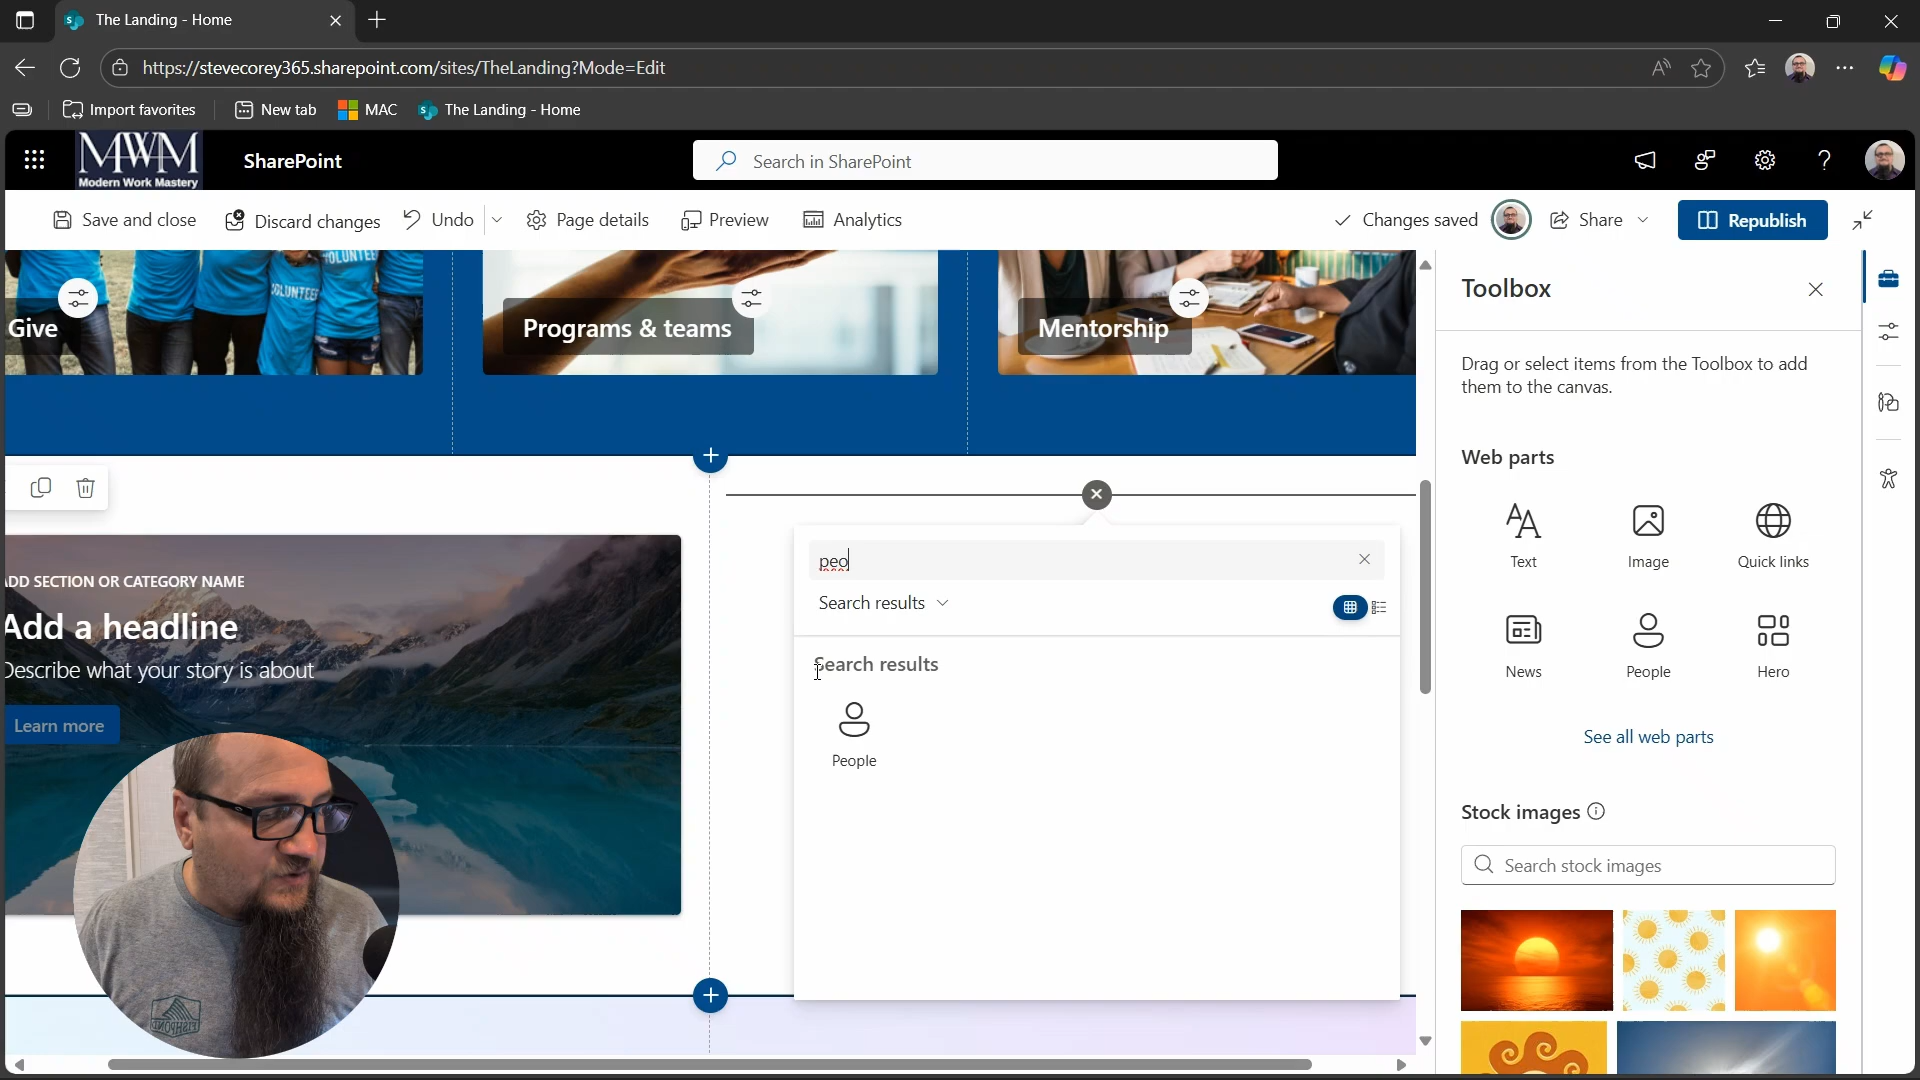 The Landing - Home
https://stevecorey365.sharepoint.com/sites/TheLanding?Mode=Edit
Import favorites
New tab
MAC
The Landing - Home
MWM
Modern Work Mastery
SharePoint
Search in SharePoint
Save and close
Discard changes
Undo
Page details
Preview
Analytics
Changes saved
Share
Republish
VOLUNTEE
VOLUNTEER
Give
Programs & teams
Mentorship
ADD SECTION OR CATEGORY NAME
Add a headline
Describe what your story is about
Learn more
peo
Search results
Search results
People
Toolbox
Drag or select items from the Toolbox to add
them to the canvas.
Web parts
Text
Image
Quick links
News
People
Hero
See all web parts
Stock images
Search stock images
FISHPOND